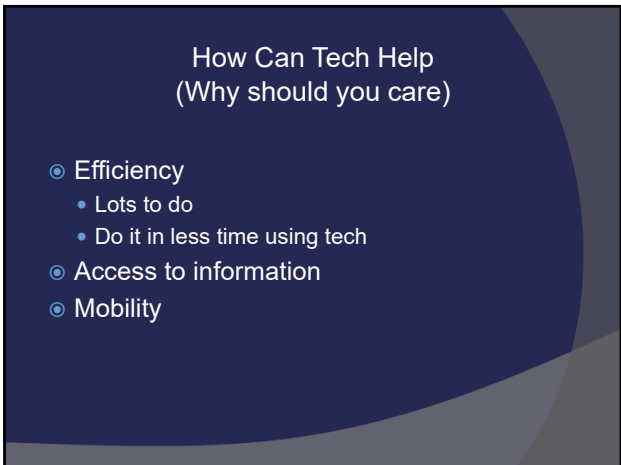 How Can Tech Help
(Why should you care)
Efficiency
Lots to do
Do it in less time using tech
Access to information
Mobility